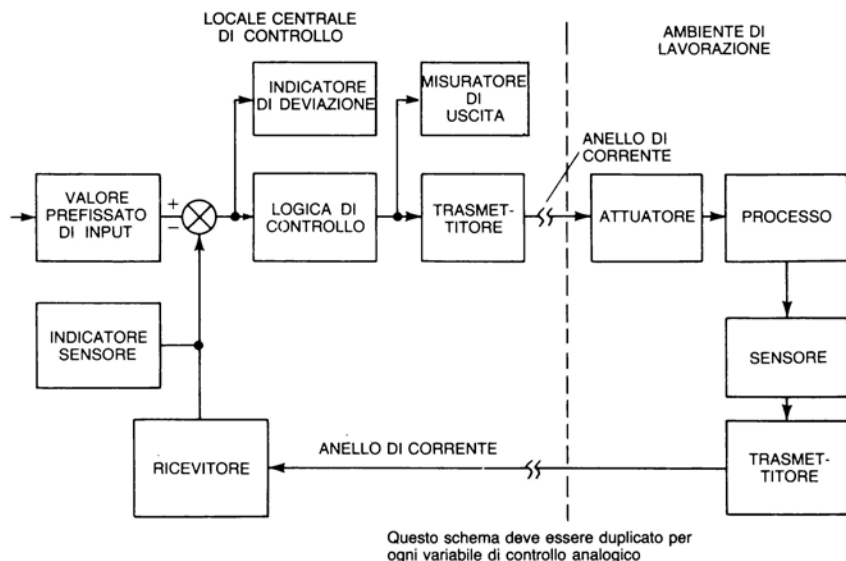 LOCALE CENTRALE
DI CONTROLLO
AMBIENTE DI
LAVORAZIONE
INDICATORE
DI DEVIAZIONE
MISURATORE
DI
USCITA
ANELLO DI
CORRENTE
VALORE
PREFISSATO
DI INPUT
+
−
LOGICA DI
CONTROLLO
TRASMET-
TITORE
ATTUATORE
PROCESSO
INDICATORE
SENSORE
SENSORE
RICEVITORE
ANELLO DI CORRENTE
TRASMET-
TITORE
Questo schema deve essere duplicato per
ogni variabile di controllo analogico